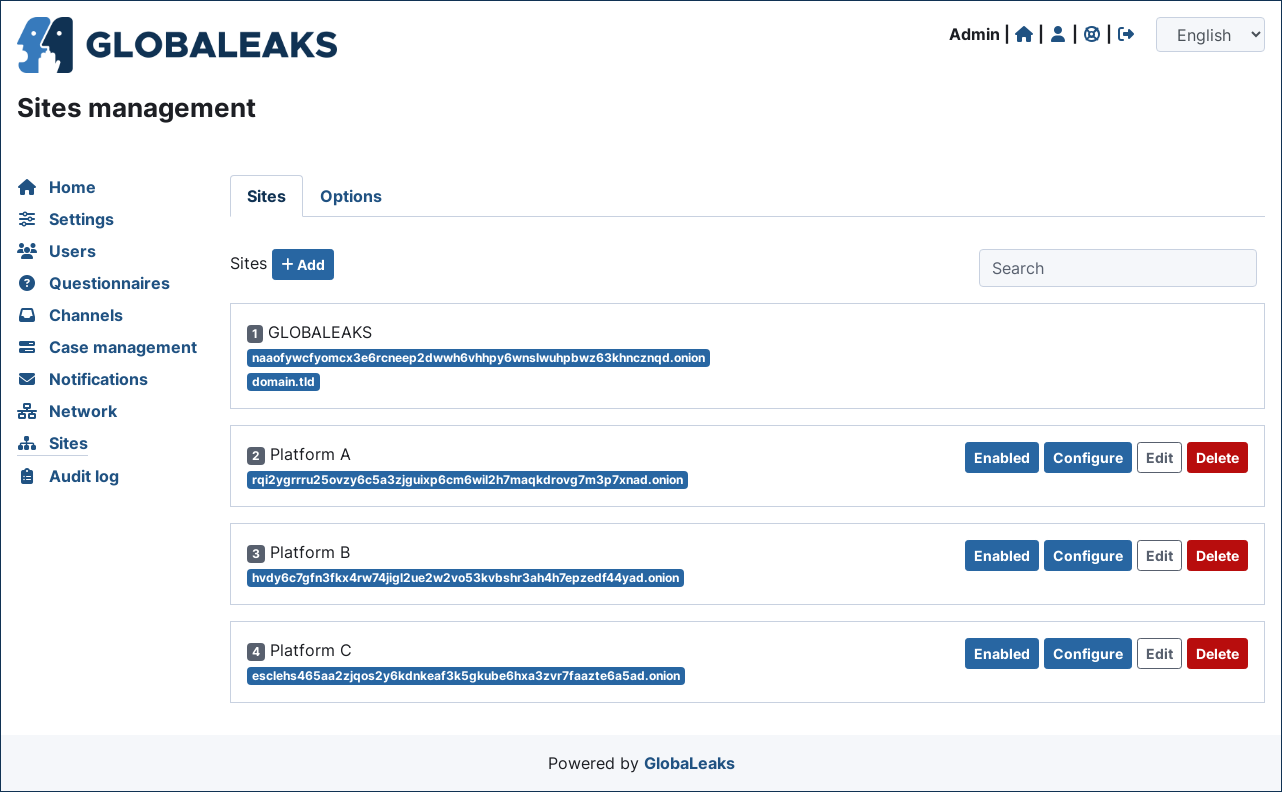 GLOBALEAKS
Admin | | | |
English
Sites management
Home
Settings
Users
Questionnaires
Channels
Case management
Notifications
Network
Sites
Audit log
Sites Options
Sites + Add
Search
1 GLOBALEAKS
naaofywcfyomcx3e6rcneep2dwwh6vhhpy6wnslwuhpbwz63khncznqd.onion
domain.tld
2 Platform A
Enabled Configure Edit Delete
rqi2ygrrru25ovzy6c5a3zjguixp6cm6wil2h7maqkdrovg7m3p7xnad.onion
3 Platform B
Enabled Configure Edit Delete
hvdy6c7gfn3fkx4rw74jigl2ue2w2vo53kvbshr3ah4h7epzedf44yad.onion
4 Platform C
Enabled Configure Edit Delete
esclehs465aa2zjqos2y6kdnkeaf3k5gkube6hxa3zvr7faazte6a5ad.onion
Powered by GlobaLeaks